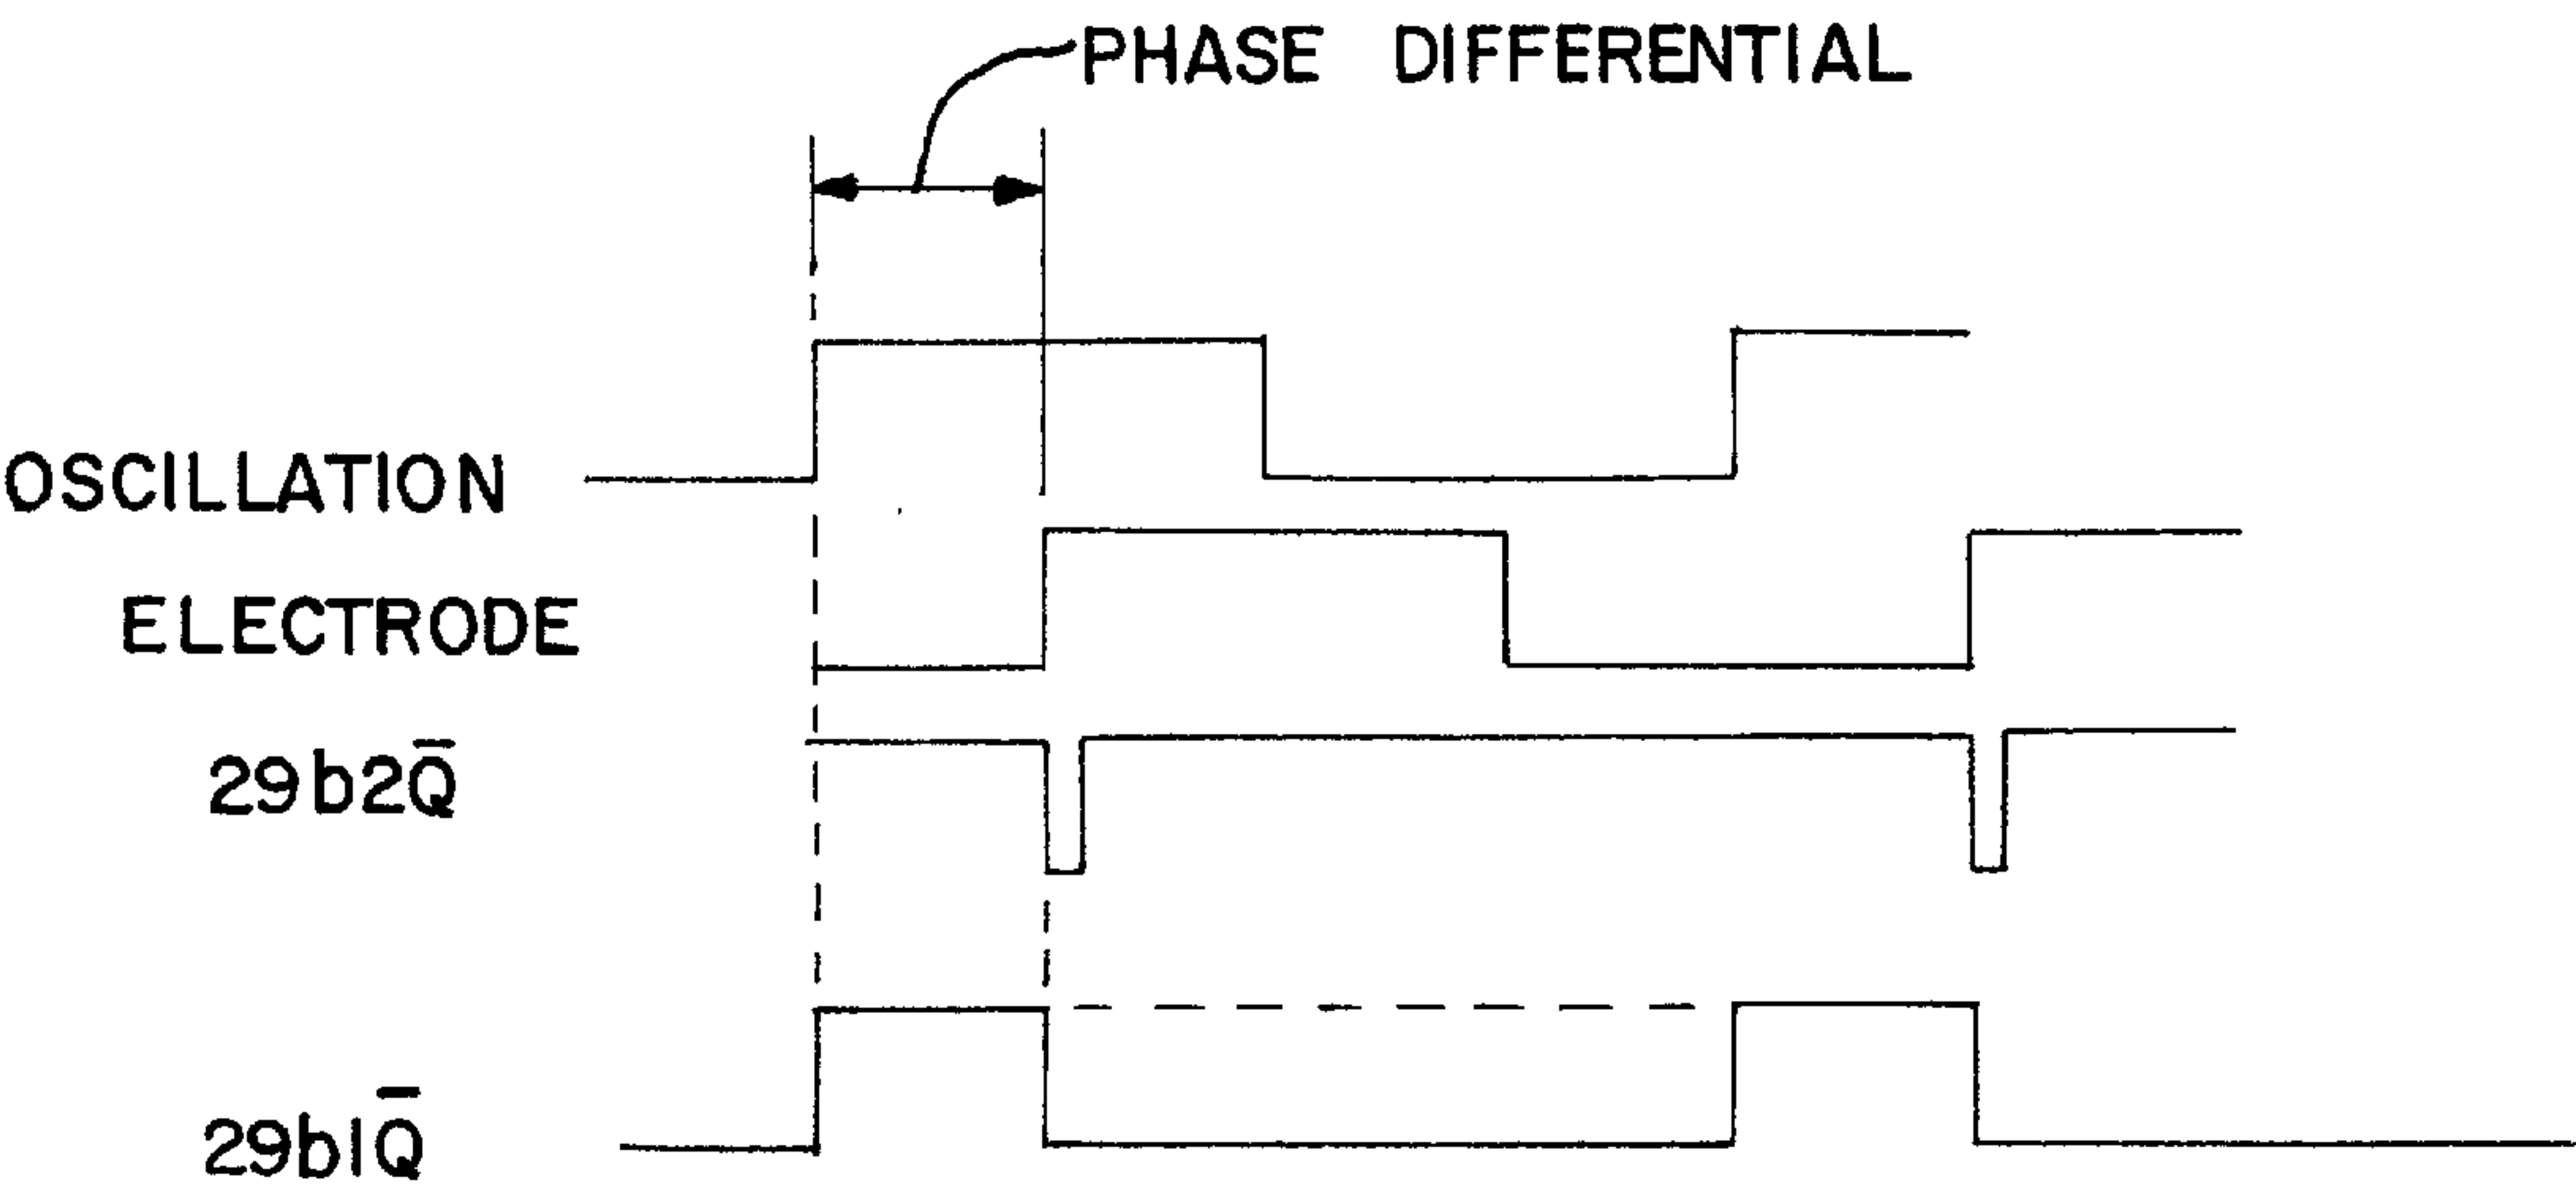 PHASE DIFFERENTIAL
OSCILLATION
ELECTRODE
29b2Q̅
29b1Q̅